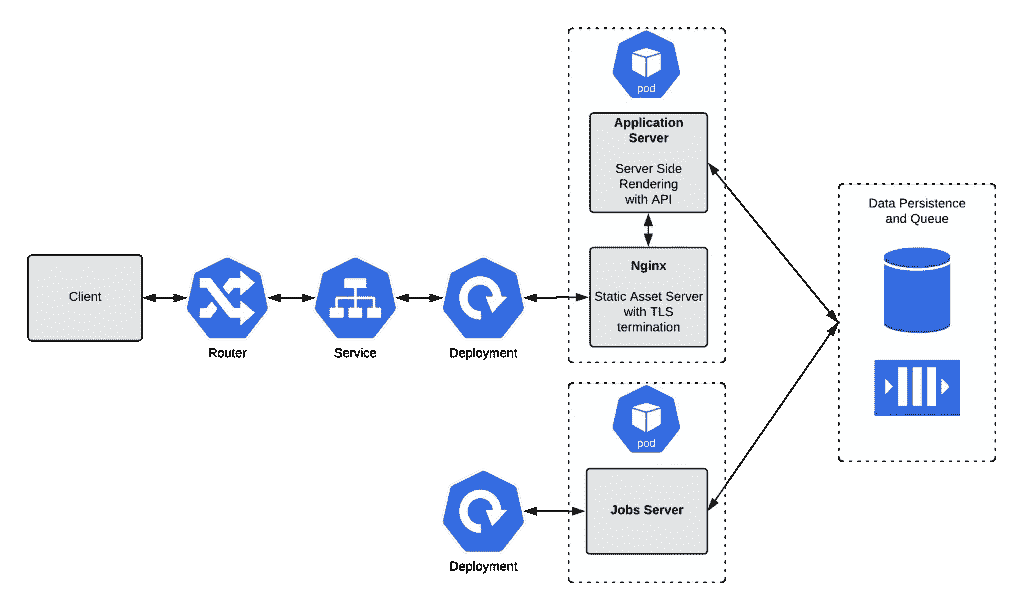 pod
Application
Server
Server Side
Rendering
with API
Data Persistence
and Queue
Client
Nginx
Static Asset Server
with TLS
termination
Router
Service
Deployment
pod
Jobs Server
Deployment